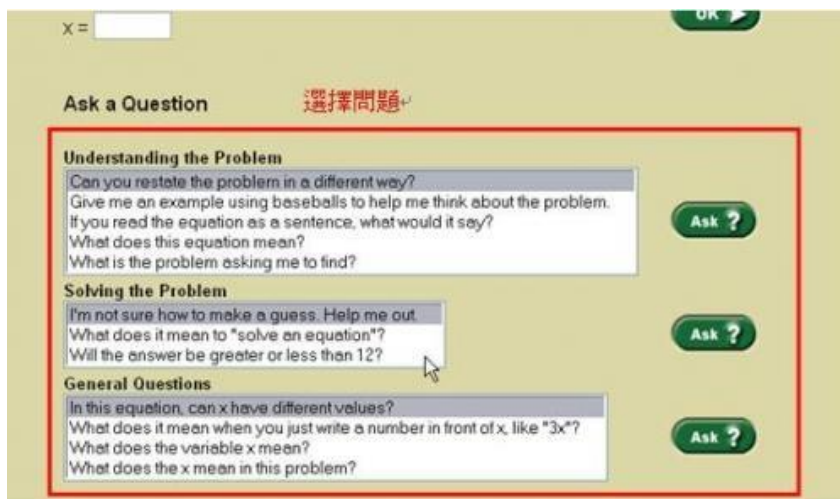 OK
x =
Ask a Question
選擇問題
Understanding the Problem
Can you restate the problem in a different way?
Give me an example using baseballs to help me think about the problem.
If you read the equation as a sentence, what would it say?
What does this equation mean?
What is the problem asking me to find?
Ask ?
Solving the Problem
I'm not sure how to make a guess. Help me out.
What does it mean to "solve an equation"?
Will the answer be greater or less than 12?
Ask ?
General Questions
In this equation, can x have different values?
What does it mean when you just write a number in front of x, like "3x"?
What does the variable x mean?
What does the x mean in this problem?
Ask ?